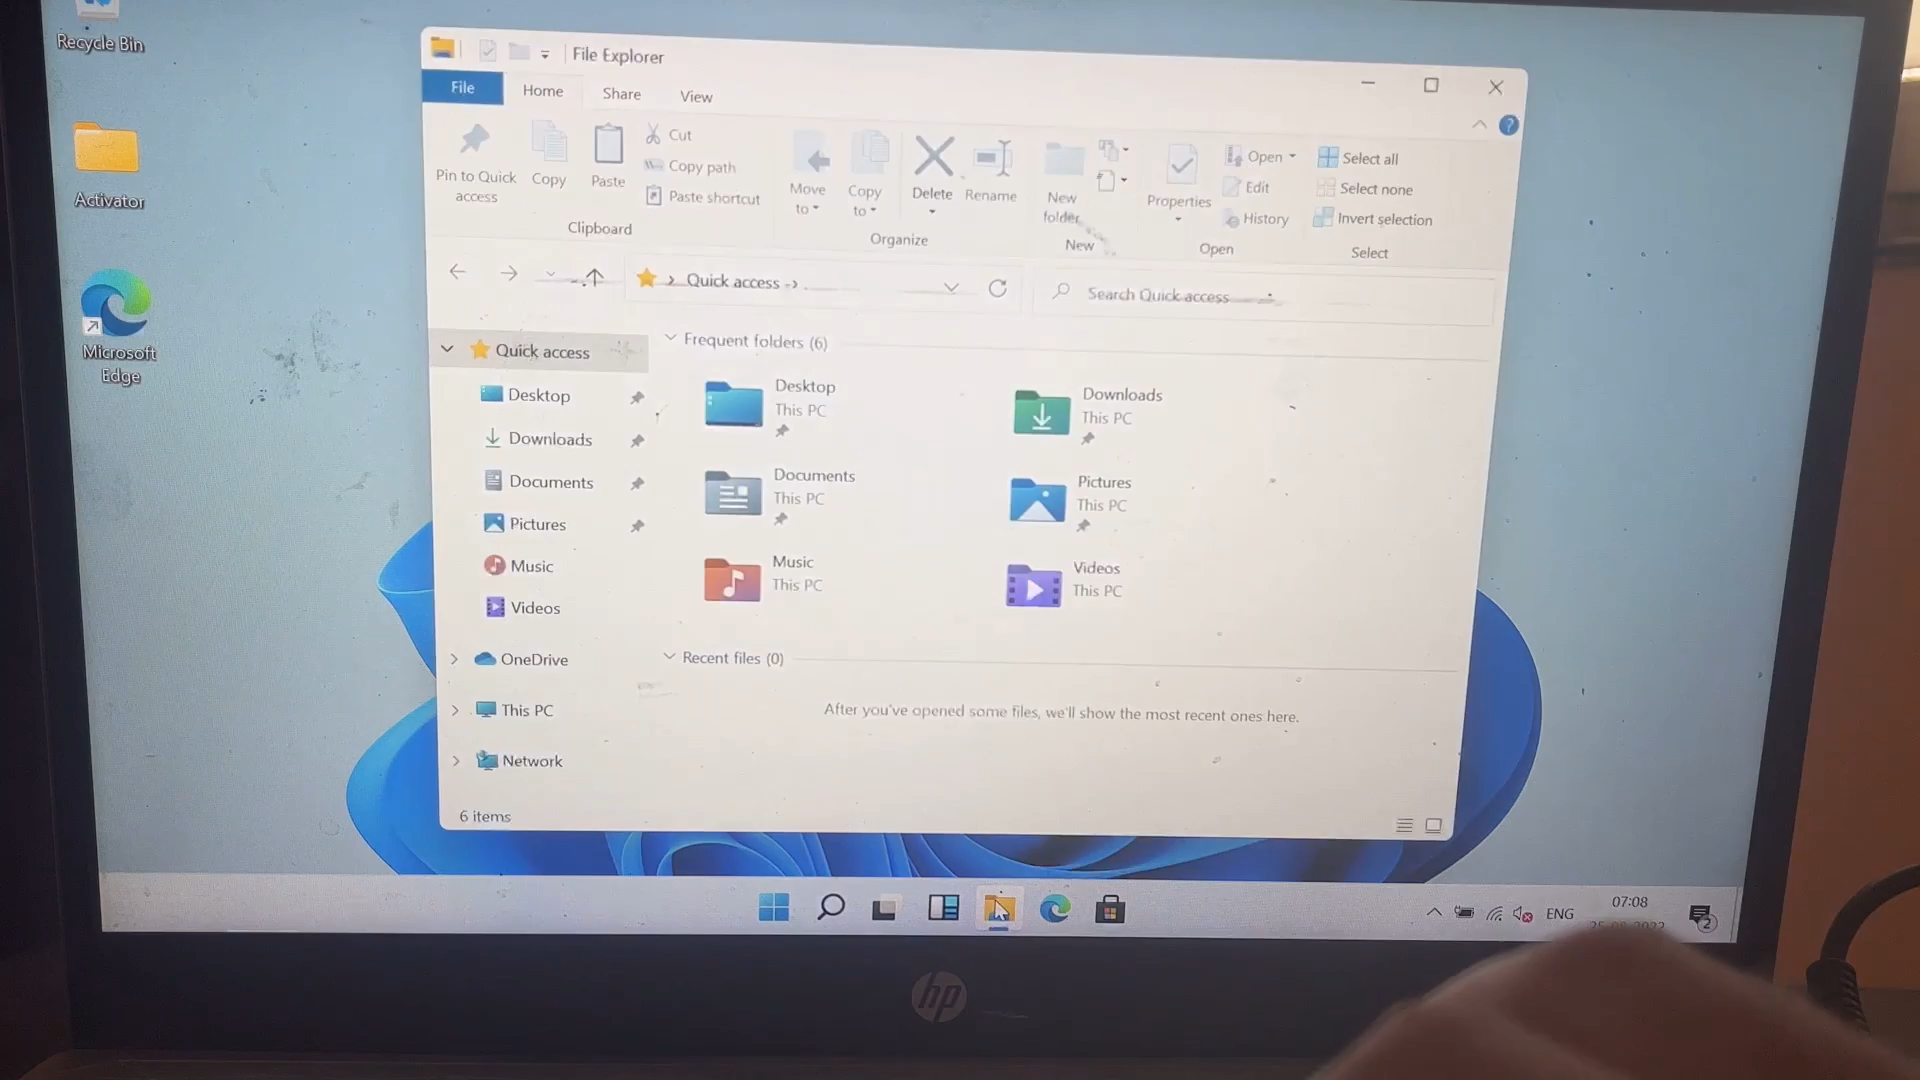 Recycle Bin
Activator
Microsoft
Edge
File Explorer
File
Home
Share
View
Pin to Quick
access
Copy
Paste
Cut
Copy path
Paste shortcut
Clipboard
Move
to
Copy
to
Delete
Rename
Organize
New
folder
New
Properties
Open
Edit
History
Open
Select all
Select none
Invert selection
Select
Quick access
Search Quick access
Quick access
Desktop
Downloads
Documents
Pictures
Music
Videos
OneDrive
This PC
Network
Frequent folders (6)
Desktop
This PC
Downloads
This PC
Documents
This PC
Pictures
This PC
Music
This PC
Videos
This PC
Recent files (0)
After you've opened some files, we'll show the most recent ones here.
6 items
ENG
07:08
2
hp